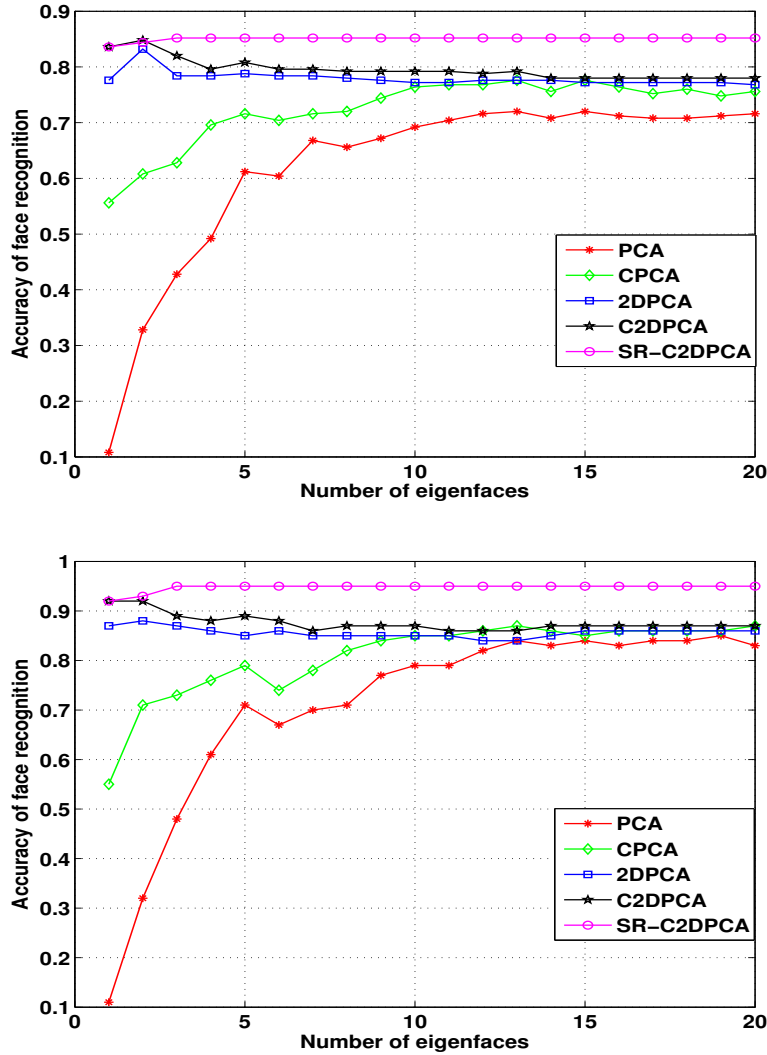 0.9
0.8
0.7
0.6
0.5
0.4
0.3
0.2
0.1
Accuracy of face recognition
PCA
CPCA
2DPCA
C2DPCA
SR−C2DPCA
0 5 10 15 20
Number of eigenfaces
1
0.9
0.8
0.7
0.6
0.5
0.4
0.3
0.2
0.1
Accuracy of face recognition
PCA
CPCA
2DPCA
C2DPCA
SR−C2DPCA
0 5 10 15 20
Number of eigenfaces